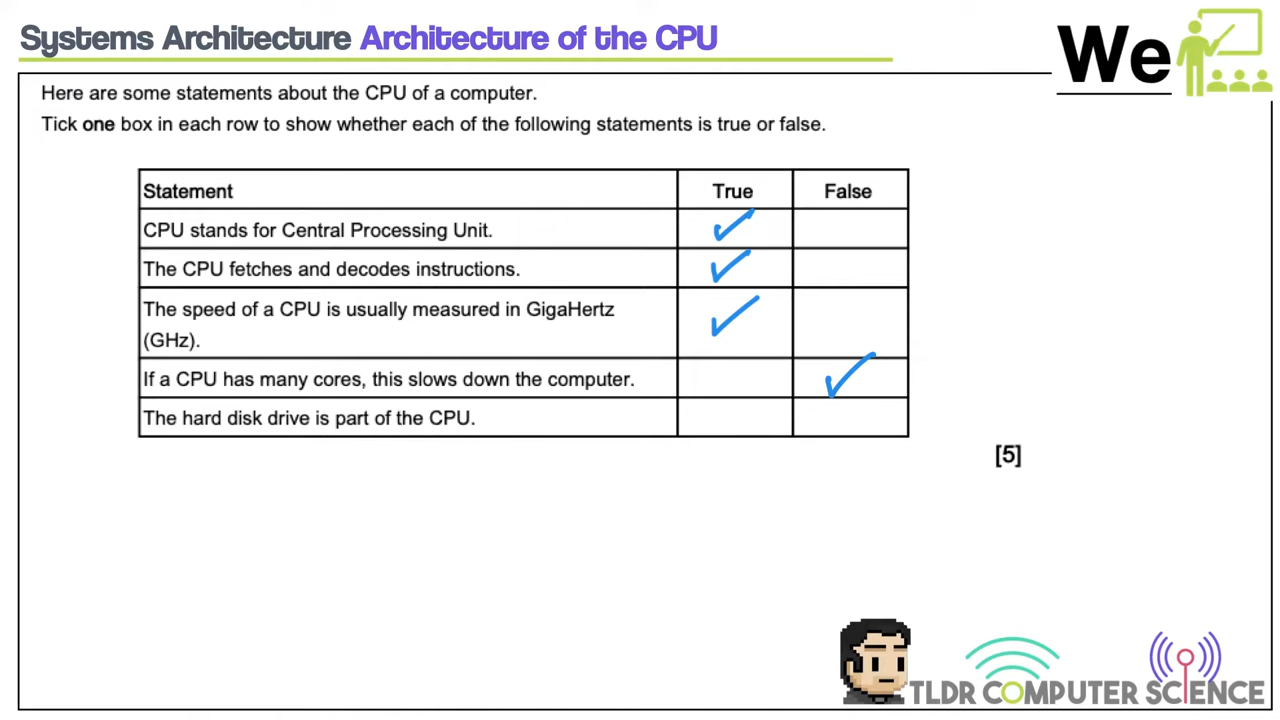 Systems Architecture Architecture of the CPU
We
Here are some statements about the CPU of a computer.
Tick one box in each row to show whether each of the following statements is true or false.
Statement True False
CPU stands for Central Processing Unit. ✓
The CPU fetches and decodes instructions. ✓
The speed of a CPU is usually measured in GigaHertz
(GHz). ✓
If a CPU has many cores, this slows down the computer. ✓
The hard disk drive is part of the CPU.
[5]
TLDR COMPUTER SCIENCE